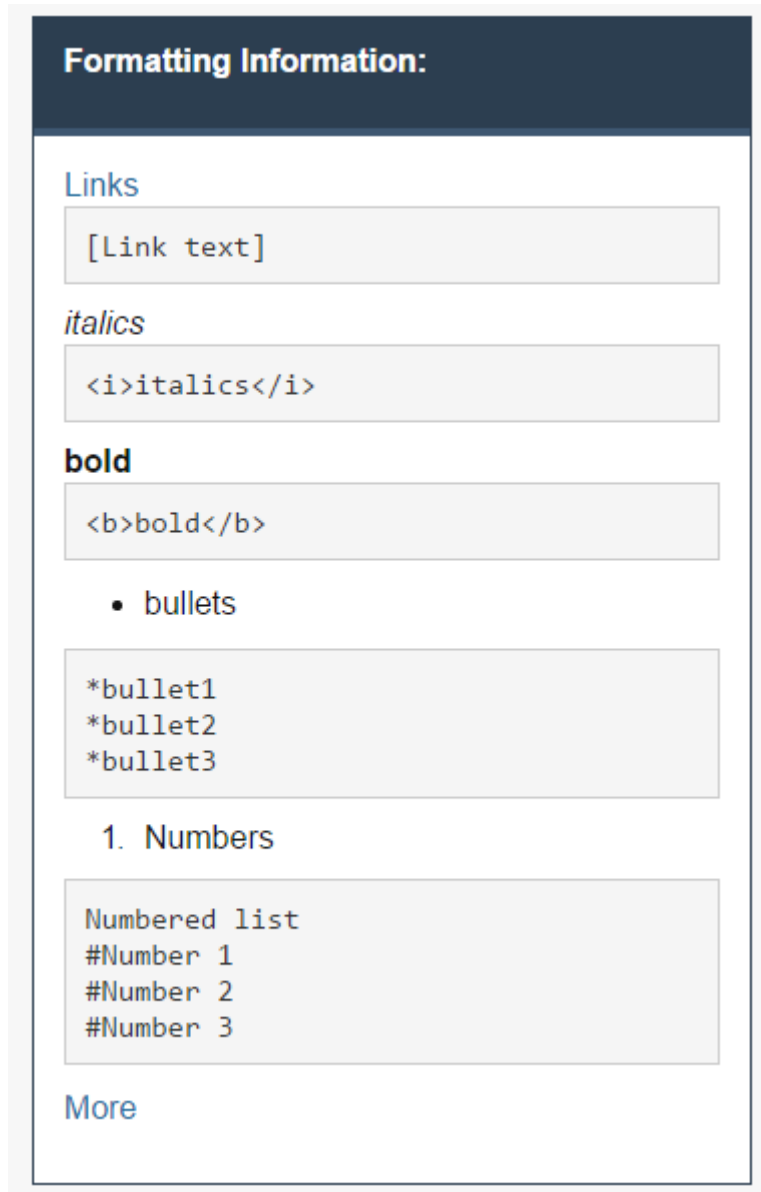 Formatting Information:
Links
[Link text]
italics
<i>italics</i>
bold
<b>bold</b>
• bullets
*bullet1
*bullet2
*bullet3
1. Numbers
Numbered list
#Number 1
#Number 2
#Number 3
More